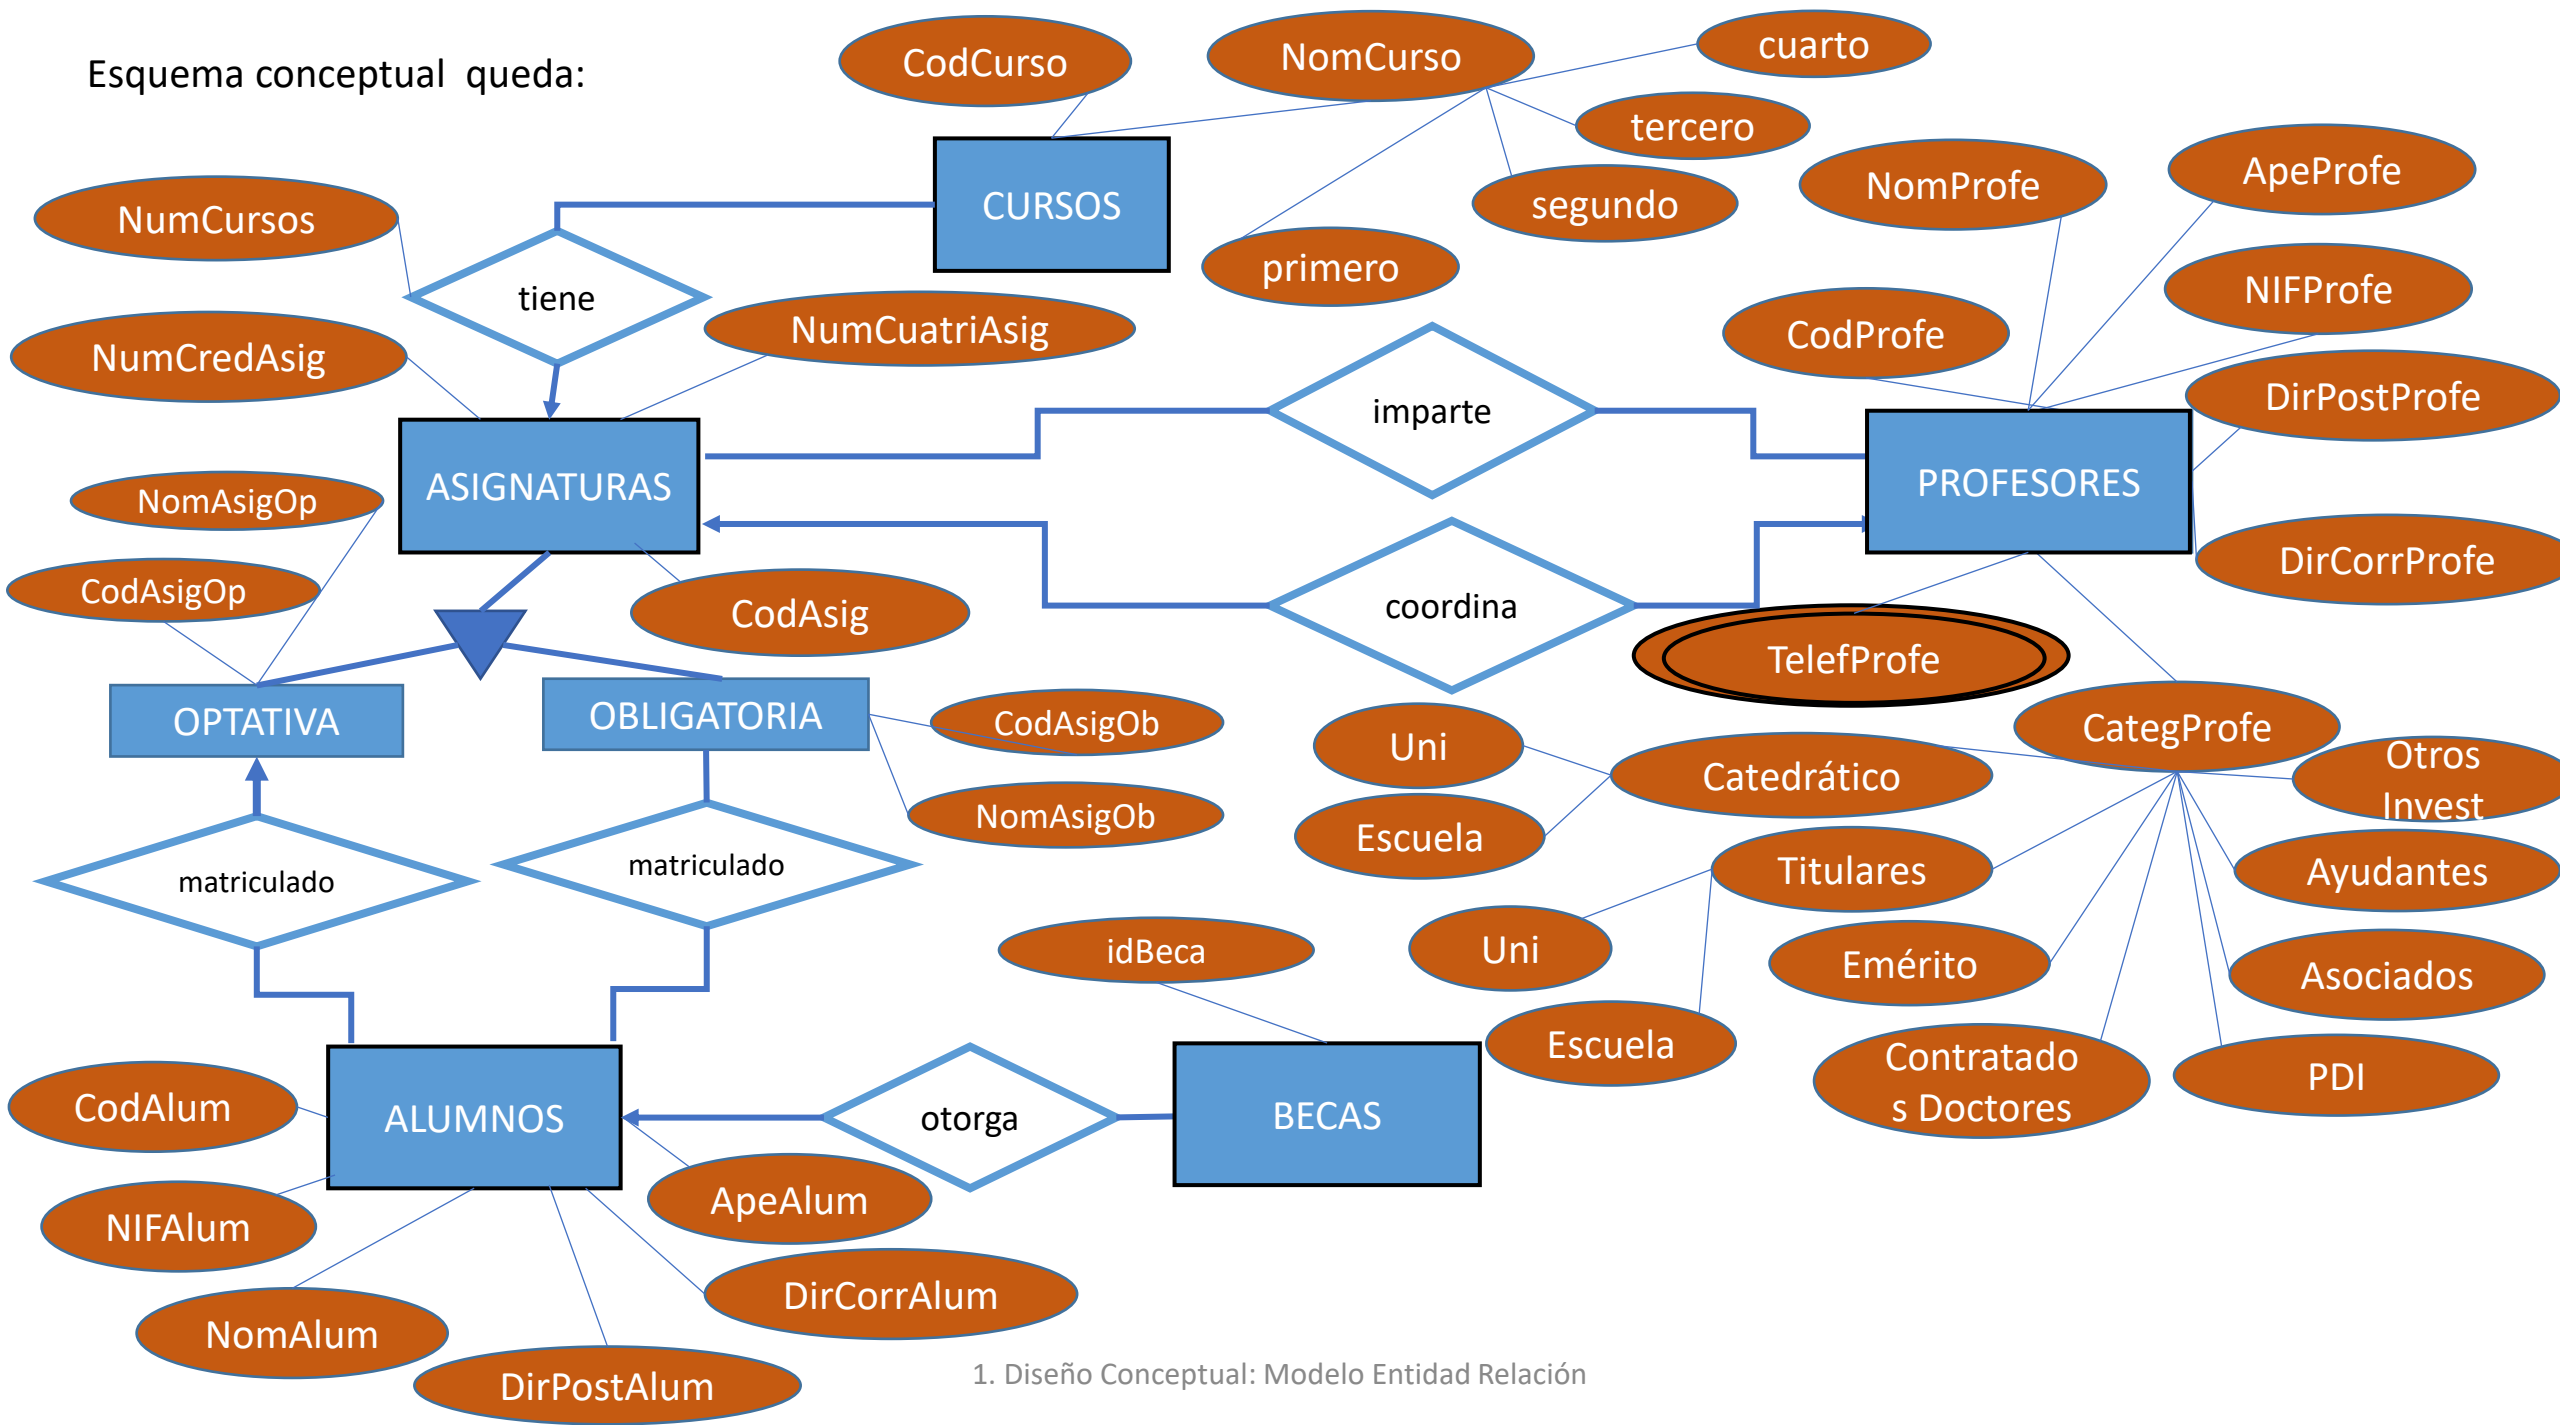 Esquema conceptual queda:
CodCurso
NomCurso
cuarto
tercero
segundo
primero
CURSOS
NumCursos
tiene
NumCredAsig
NumCuatriAsig
NomProfe
ApeProfe
NIFProfe
CodProfe
DirPostProfe
imparte
ASIGNATURAS
PROFESORES
NomAsigOp
CodAsigOp
CodAsig
coordina
DirCorrProfe
TelefProfe
OPTATIVA
OBLIGATORIA
CodAsigOb
NomAsigOb
CategProfe
Uni
Escuela
Catedrático
Otros
Invest
Titulares
Ayudantes
Uni
Escuela
Emérito
Asociados
Contratado
s Doctores
PDI
matriculado
matriculado
idBeca
CodAlum
ALUMNOS
otorga
BECAS
NIFAlum
ApeAlum
NomAlum
DirCorrAlum
DirPostAlum
1. Diseño Conceptual: Modelo Entidad Relación